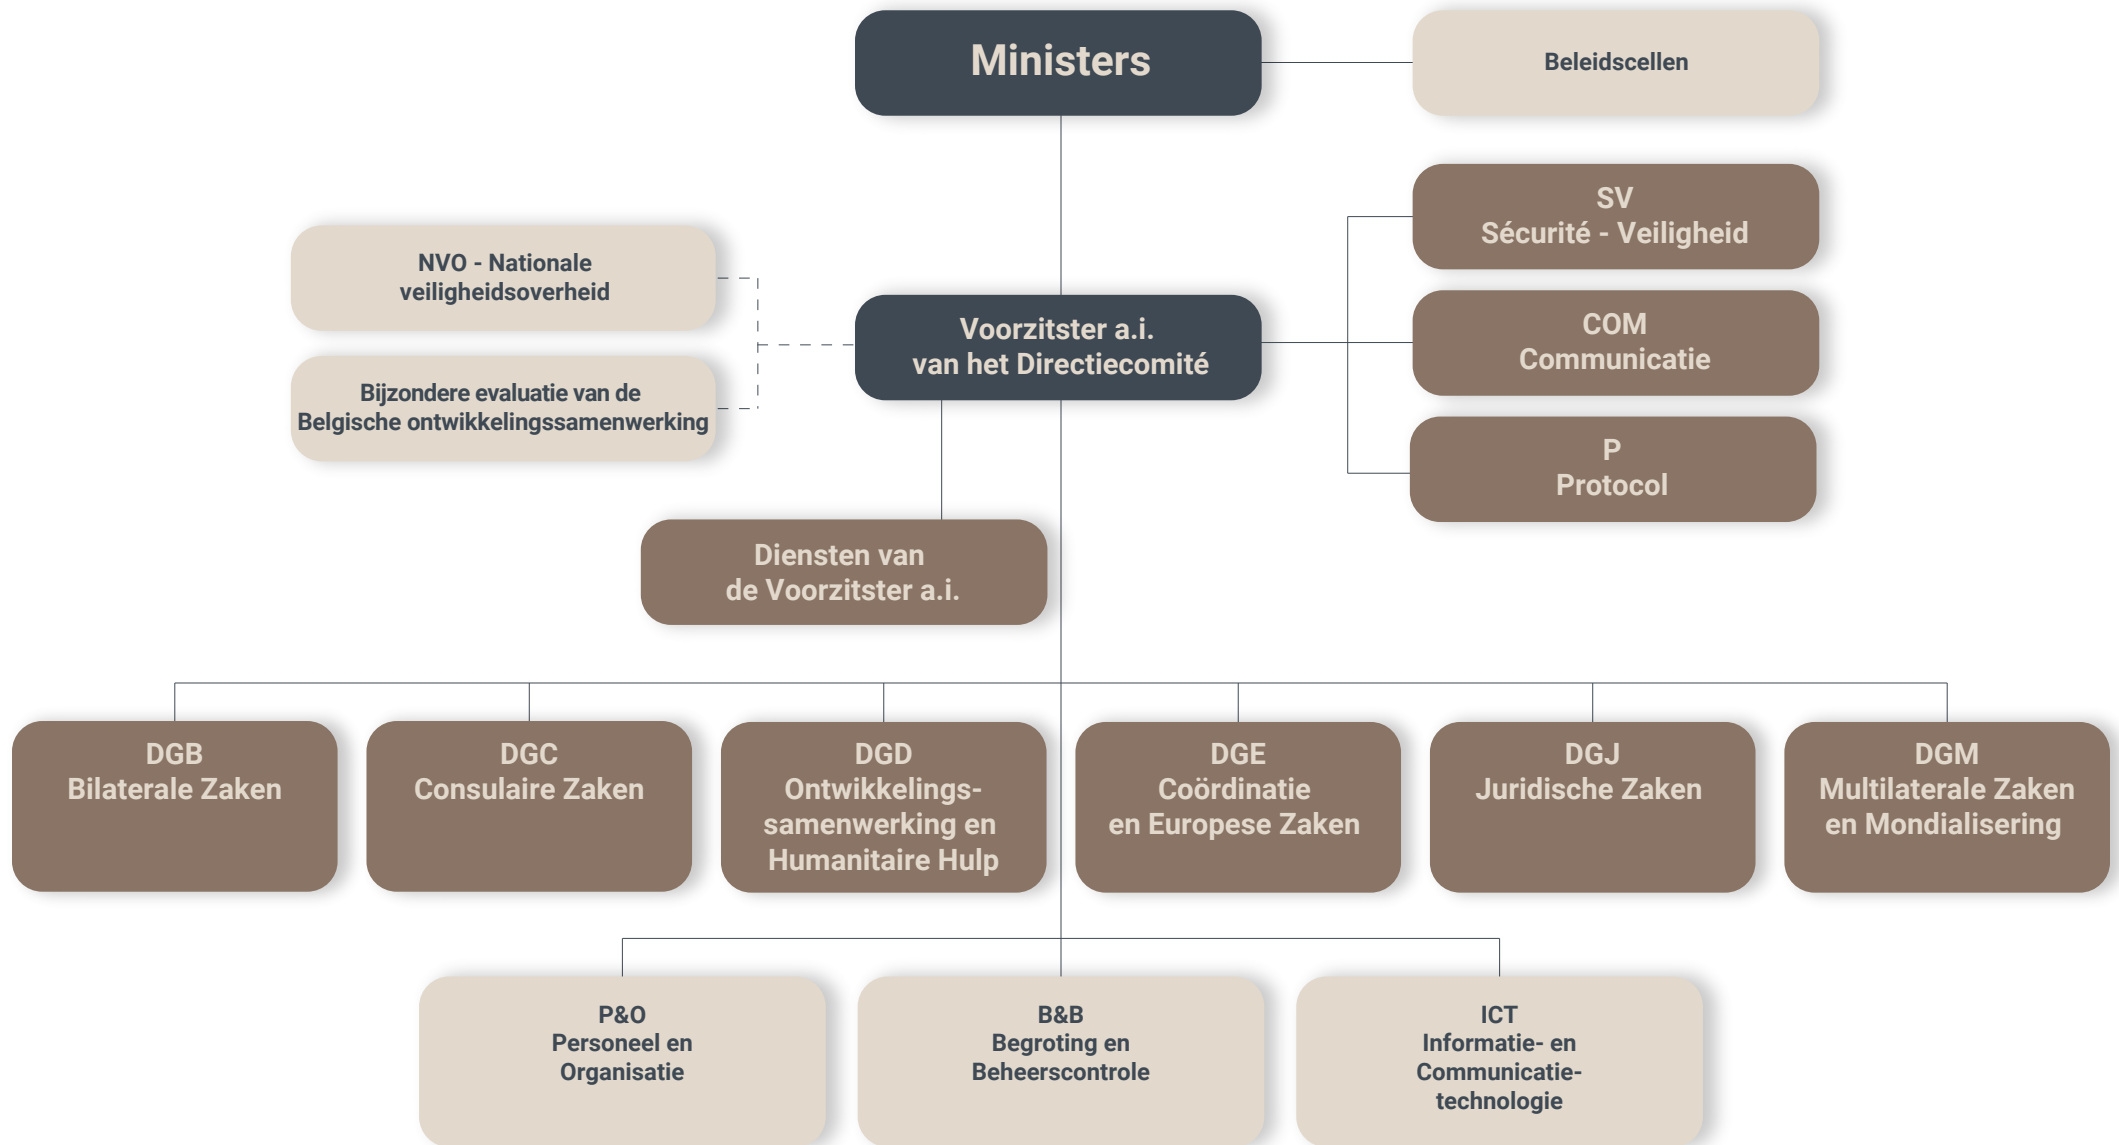 Ministers
Beleidscellen
SV
Sécurité - Veiligheid
NVO - Nationale
veiligheidsoverheid
COM
Communicatie
Voorzitster a.i.
van het Directiecomité
Bijzondere evaluatie van de
Belgische ontwikkelingssamenwerking
P
Protocol
Diensten van
de Voorzitster a.i.
DGB
Bilaterale Zaken
DGC
Consulaire Zaken
DGD
Ontwikkelings-
samenwerking en
Humanitaire Hulp
DGE
Coördinatie
en Europese Zaken
DGJ
Juridische Zaken
DGM
Multilaterale Zaken
en Mondialisering
P&O
Personeel en
Organisatie
B&B
Begroting en
Beheerscontrole
ICT
Informatie- en
Communicatie-
technologie